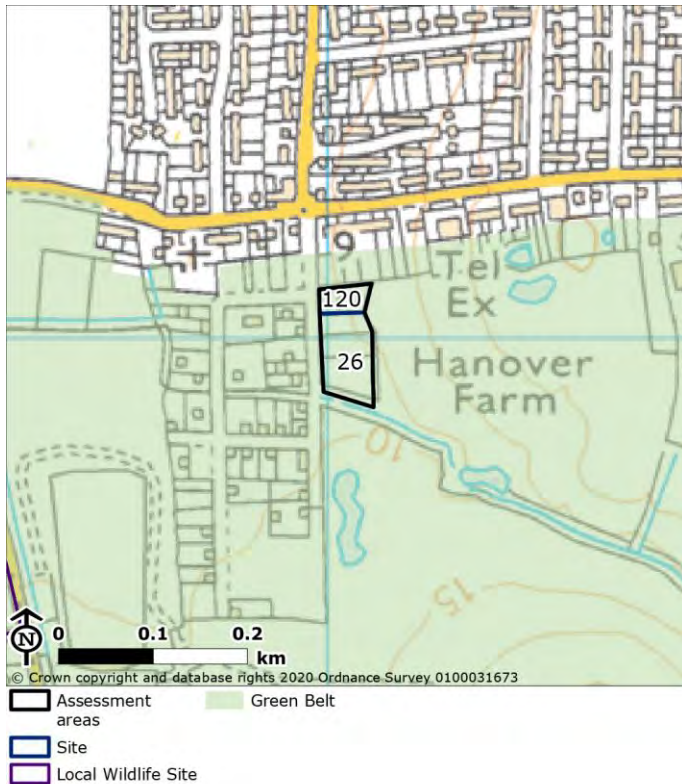 9
Tel
Ex
120
26
Hanover
Farm
10
15
N
0 0.1 0.2
km
© Crown copyright and database rights 2020 Ordnance Survey 0100031673
Assessment
areas
Green Belt
Site
Local Wildlife Site